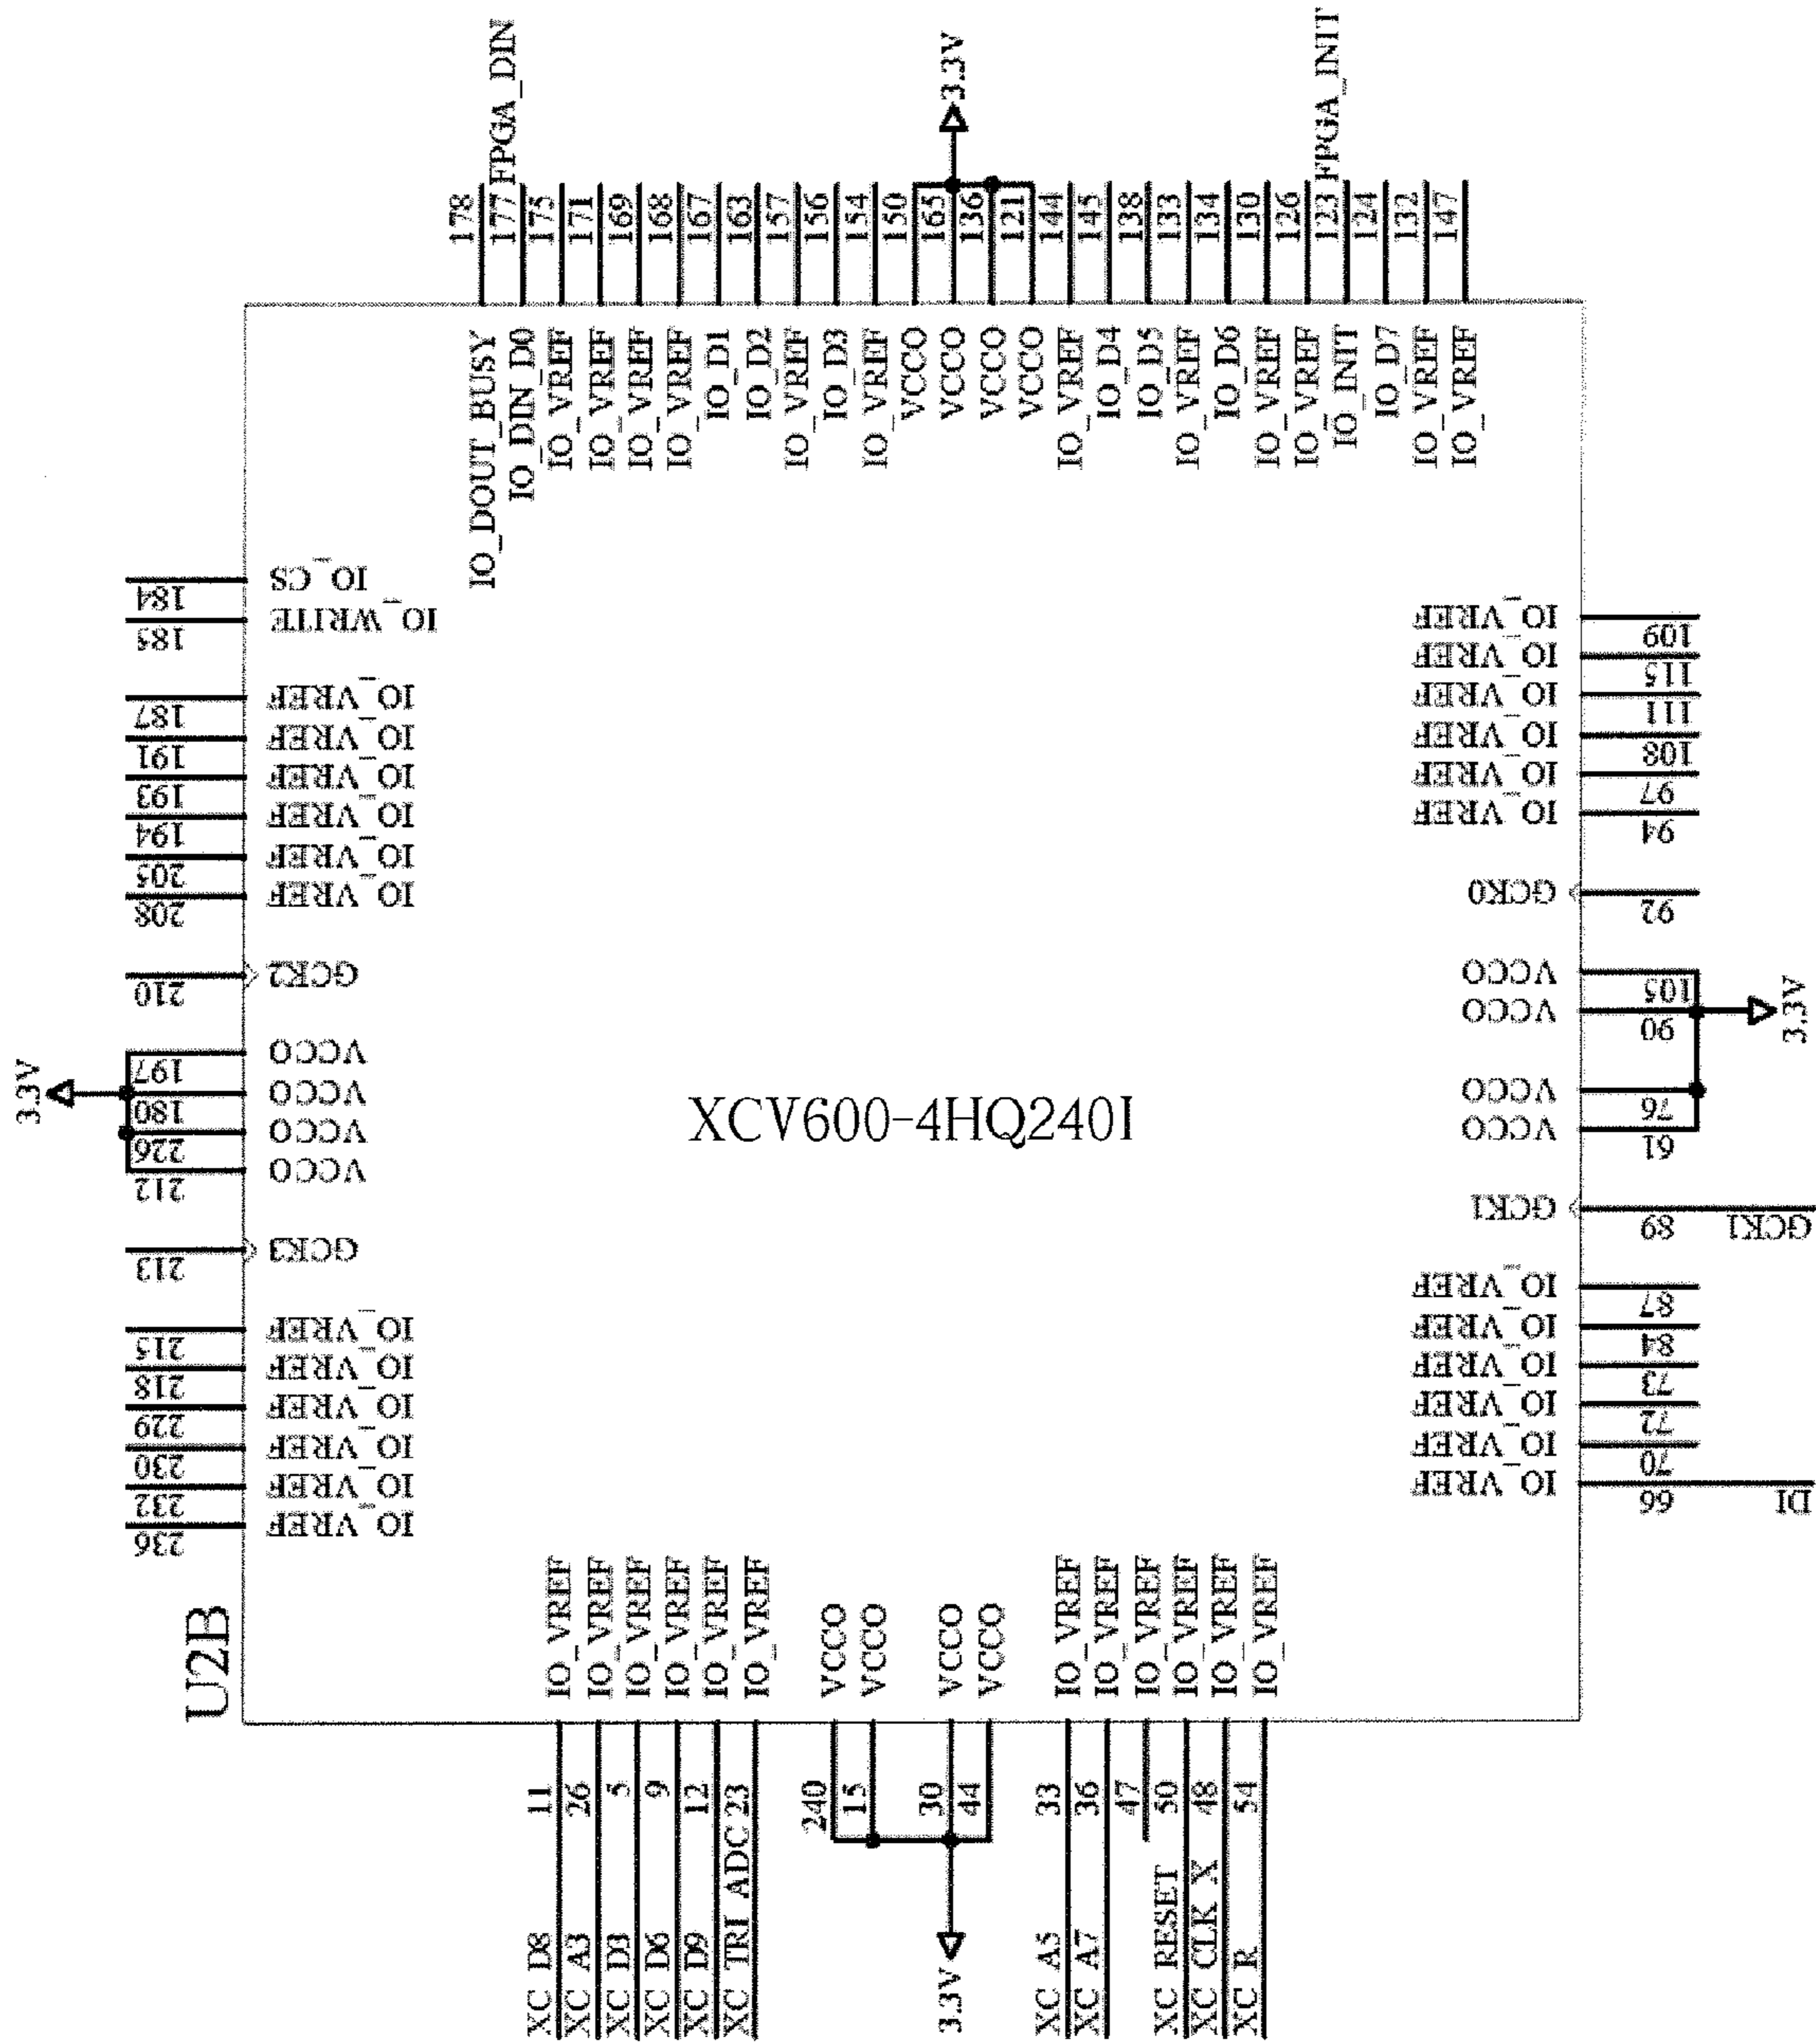 U2B
XCV600-4HQ240I
3.3V
184 IO_CS
185 IO_WRITE
187 IO_VREF
191 IO_VREF
193 IO_VREF
194 IO_VREF
205 IO_VREF
208 IO_VREF
210 GCK2
197 VCCO
180 VCCO
226 VCCO
212 VCCO
213 GCK3
215 IO_VREF
218 IO_VREF
229 IO_VREF
230 IO_VREF
232 IO_VREF
236 IO_VREF
178 IO_DOUT_BUSY
FPGA_DIN 177 IO_DIN_D0
175 IO_VREF
171 IO_VREF
169 IO_VREF
168 IO_VREF
167 IO_D1
163 IO_D2
157 IO_VREF
156 IO_D3
154 IO_VREF
150 VCCO
165 VCCO
136 VCCO
121 VCCO
3.3V
144 IO_VREF
145 IO_D4
138 IO_D5
133 IO_VREF
134 IO_D6
130 IO_VREF
126 IO_VREF
FPGA_INIT 123 IO_INIT
124 IO_D7
132 IO_VREF
147 IO_VREF
IO_VREF 109
IO_VREF 115
IO_VREF 111
IO_VREF 108
IO_VREF 97
IO_VREF 94
GCK0 92
VCCO 105
VCCO 90
VCCO 76
VCCO 61
3.3V
GCK1 89 GCK1
IO_VREF 87
IO_VREF 84
IO_VREF 73
IO_VREF 72
IO_VREF 70
IO_VREF 66 DI
XC_D8 11 IO_VREF
XC_A3 26 IO_VREF
XC_D3 5 IO_VREF
XC_D6 9 IO_VREF
XC_D9 12 IO_VREF
XC_TRI_ADC 23 IO_VREF
240 VCCO
15 VCCO
30 VCCO
44 VCCO
3.3V
XC_A5 33 IO_VREF
XC_A7 36 IO_VREF
47 IO_VREF
XC_RESET 50 IO_VREF
XC_CLK_X 48 IO_VREF
XC_R 54 IO_VREF